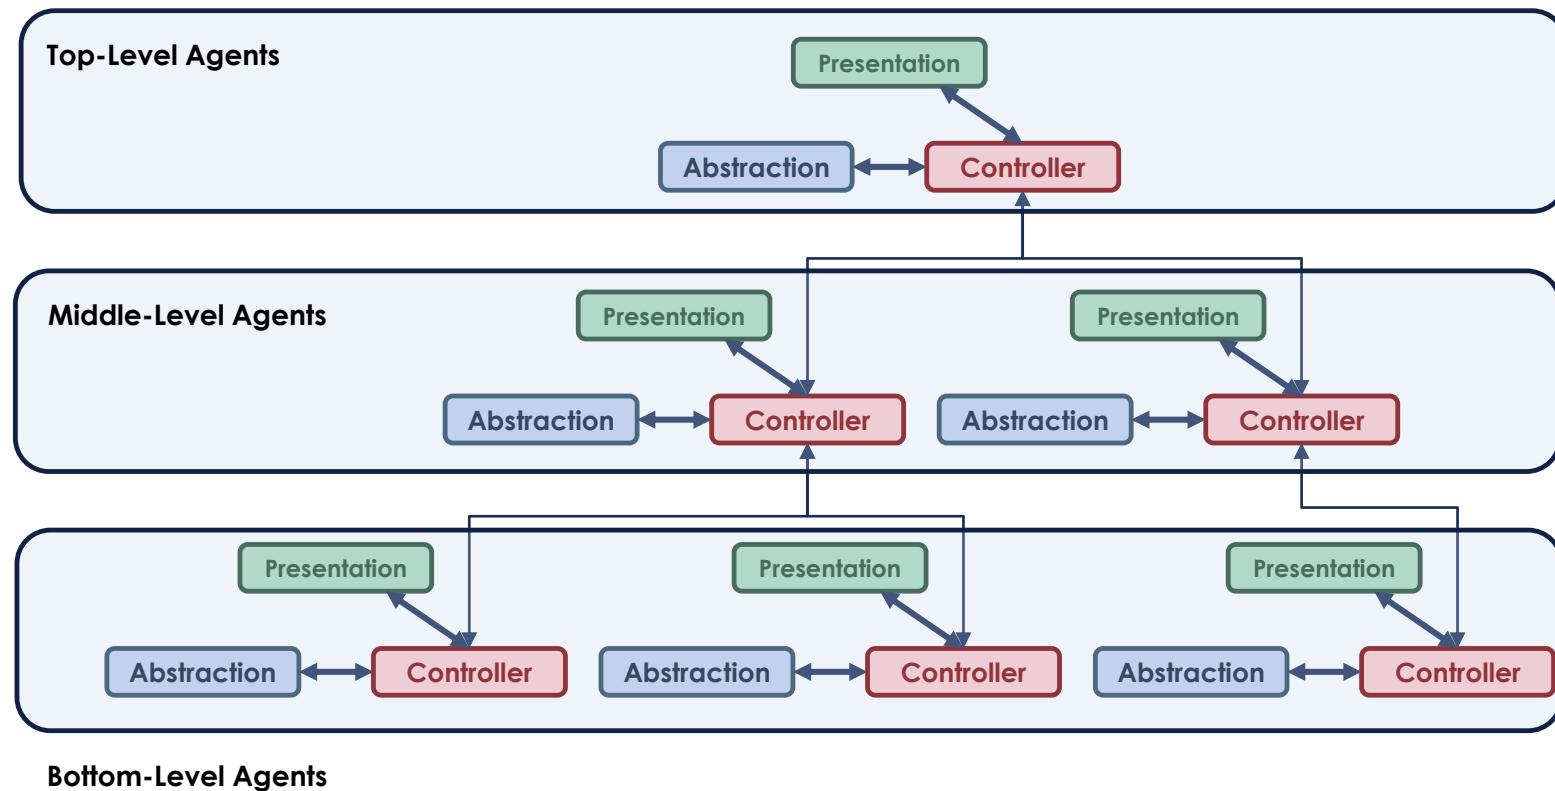 Top-Level Agents
Presentation
Abstraction
Controller
Middle-Level Agents
Presentation
Presentation
Abstraction
Controller
Abstraction
Controller
Presentation
Presentation
Presentation
Abstraction
Controller
Abstraction
Controller
Abstraction
Controller
Bottom-Level Agents